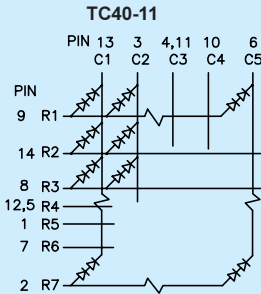 TC40-11
PIN 13 3 4,11 10 6
C1 C2 C3 C4 C5
PIN
9 R1
14 R2
8 R3
12,5 R4
1 R5
7 R6
2 R7